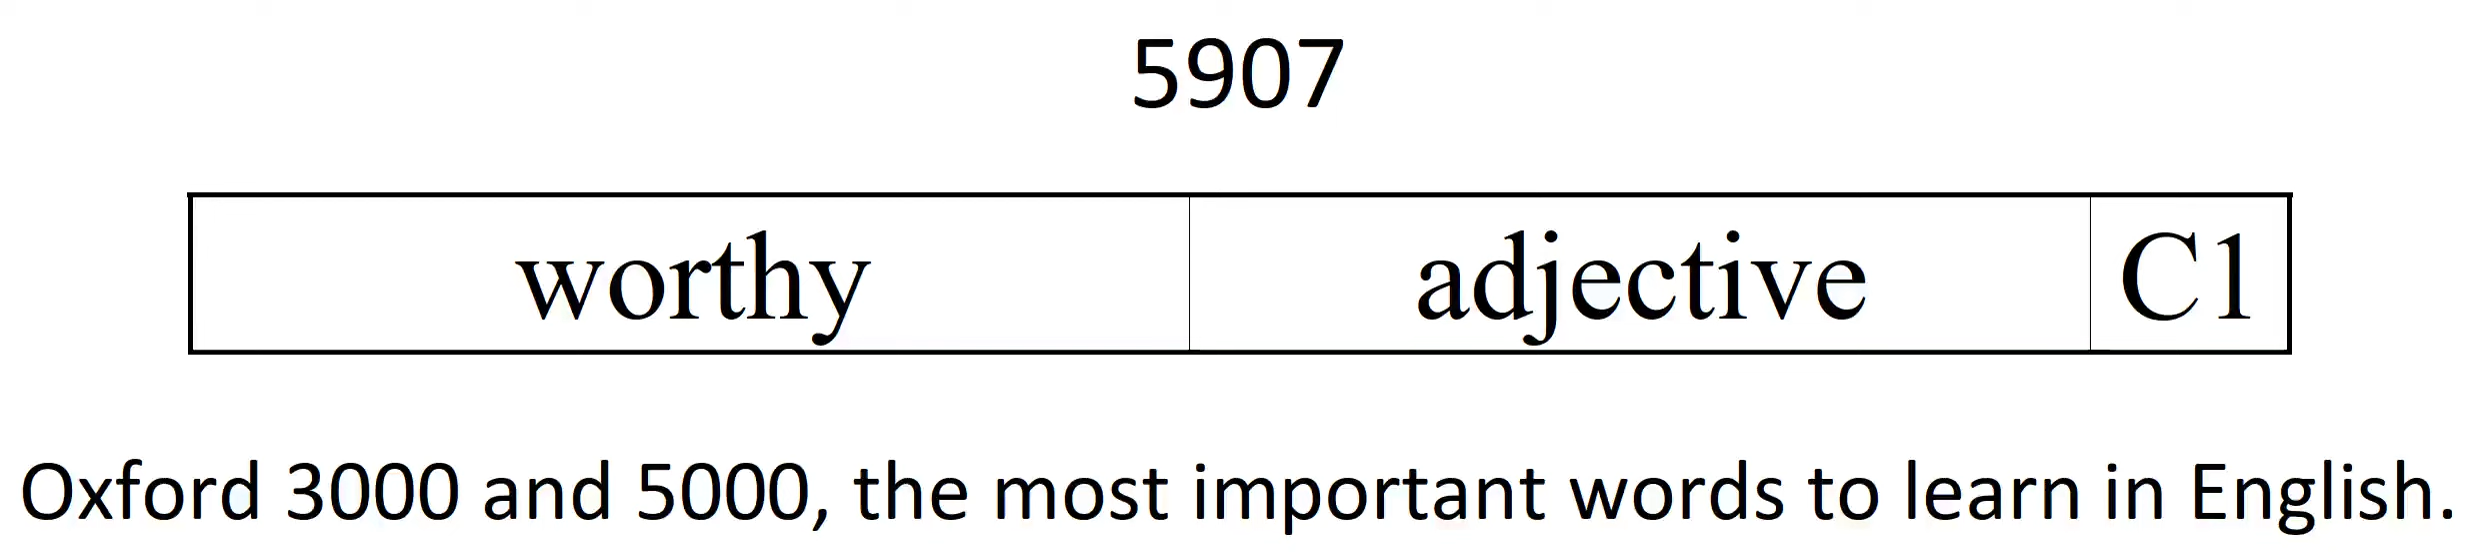 5907
worthy adjective C1
Oxford 3000 and 5000, the most important words to learn in English.